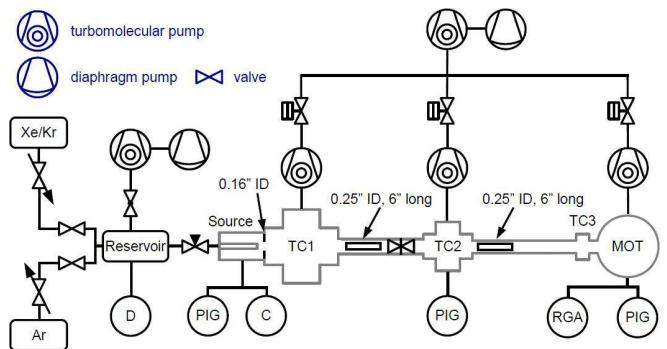 turbomolecular pump
diaphragm pump
valve
Xe/Kr
0.16" ID
Source
0.25" ID, 6" long
0.25" ID, 6" long
TC3
Reservoir
TC1
TC2
MOT
D
PIG
C
PIG
RGA
PIG
Ar